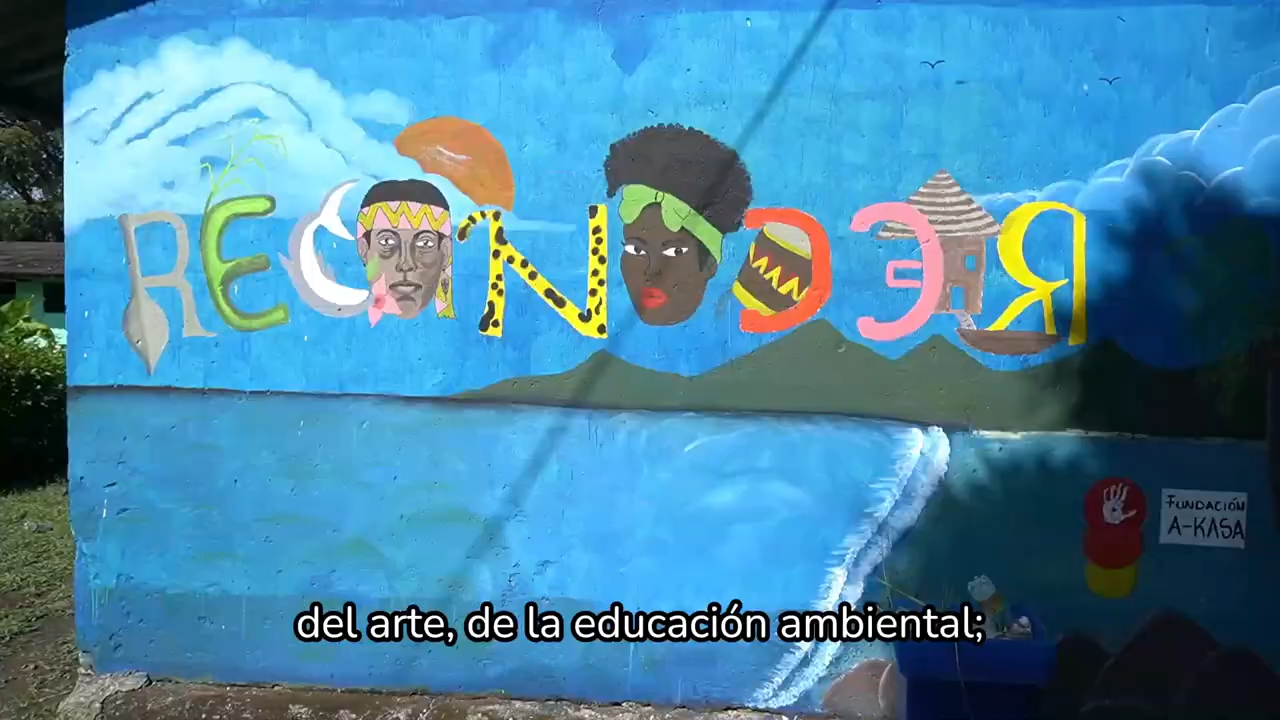 RECONOCER
FUNDACIÓN
A-KASA
del arte, de la educación ambiental;